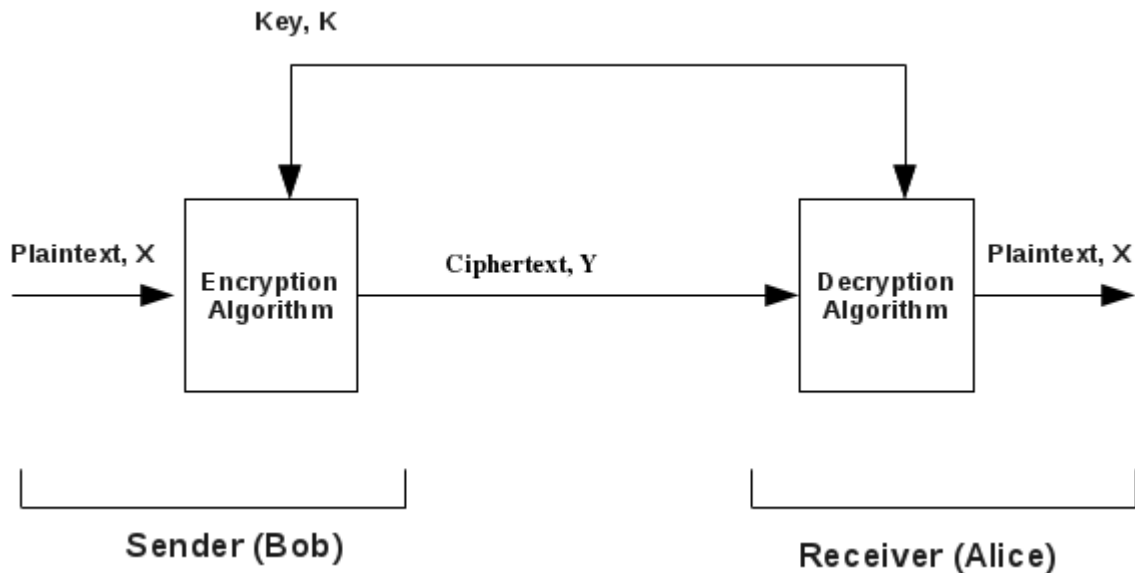 Key, K
Plaintext, X
Encryption
Algorithm
Ciphertext, Y
Decryption
Algorithm
Plaintext, X
Sender (Bob)
Receiver (Alice)